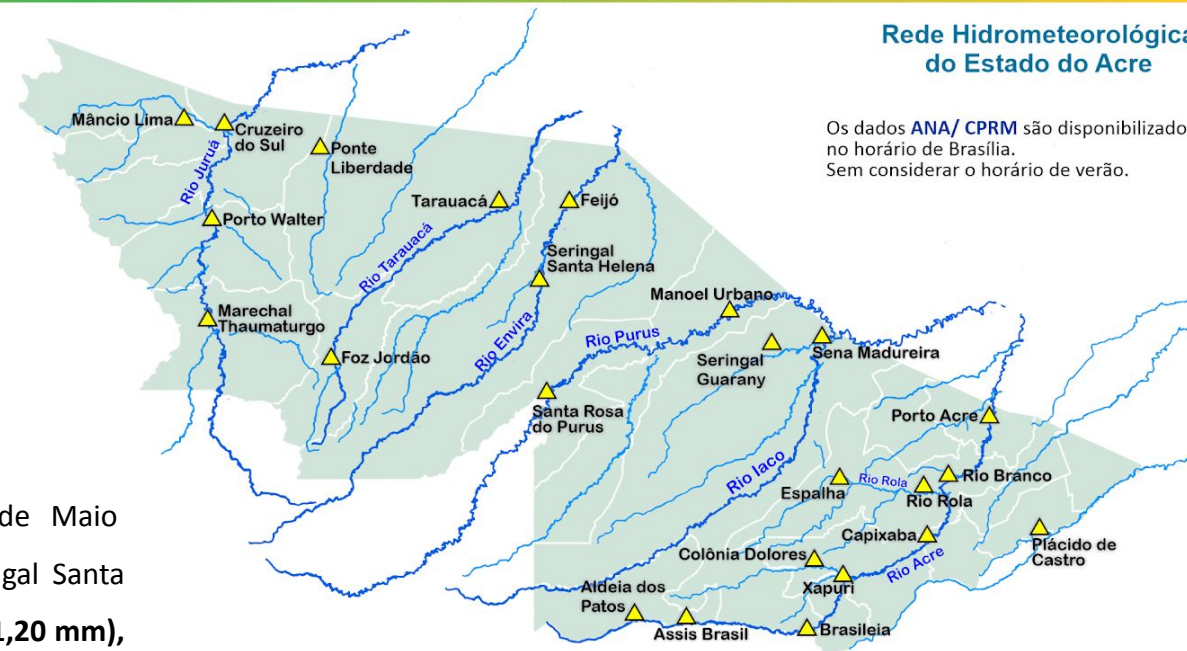 Rede Hidrometeorológica
do Estado do Acre
Os dados ANA/ CPRM são disponibilizado
no horário de Brasília.
Sem considerar o horário de verão.
Mâncio Lima
Cruzeiro
do Sul
Ponte
Liberdade
Rio Juruá
Porto Walter
Tarauacá
Feijó
Rio Tarauacá
Seringal
Santa Helena
Marechal
Thaumaturgo
Foz Jordão
Rio Envira
Manoel Urbano
Rio Purus
Seringal
Guarany
Sena Madureira
Santa Rosa
do Purus
Porto Acre
Rio Iaco
Espalha
Rio Rola
Rio Rola
Rio Branco
Capixaba
Plácido de
Castro
Colônia Dolores
Rio Acre
Xapuri
Aldeia dos
Patos
Assis Brasil
Brasileia
de Maio
gal Santa
1,20 mm),